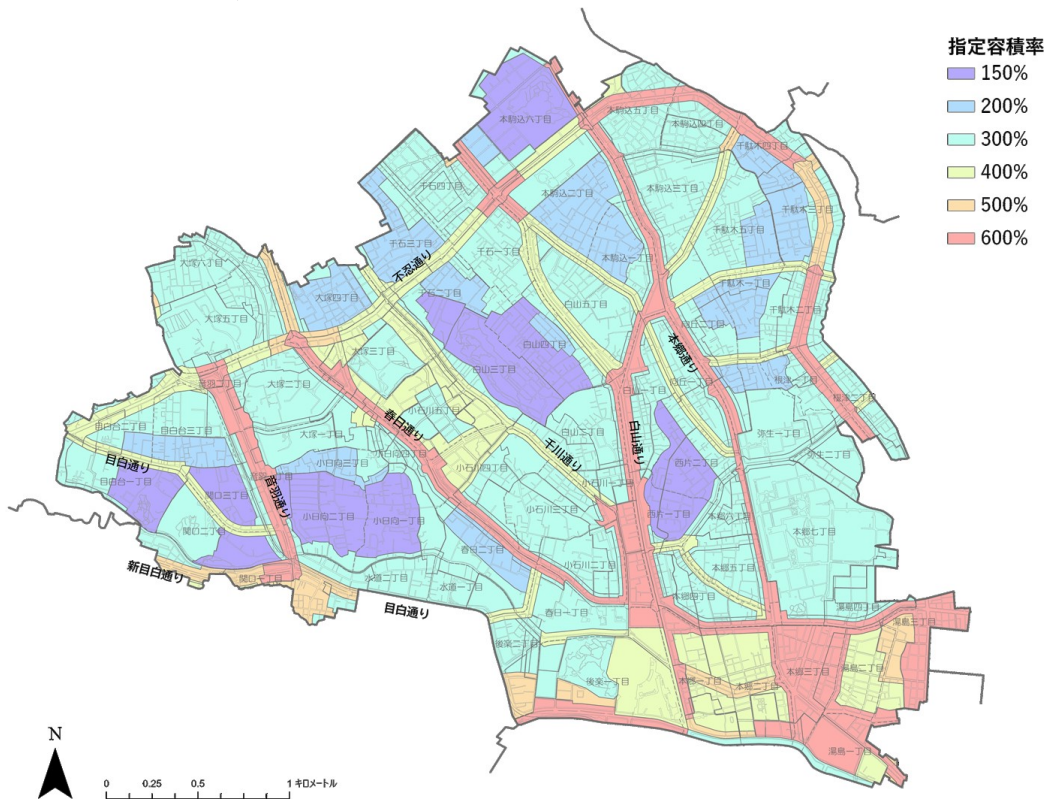 指定容積率
150%
200%
300%
400%
500%
600%
本駒込六丁目
本駒込五丁目
本駒込四丁目
千駄木四丁目
千石四丁目
本駒込二丁目
本駒込三丁目
千駄木三丁目
千駄木五丁目
千石三丁目
千石一丁目
本駒込一丁目
不忍通り
大塚六丁目
大塚四丁目
千石二丁目
千駄木一丁目
白山五丁目
千駄木二丁目
大塚五丁目
向丘二丁目
本郷通り
白山四丁目
大塚三丁目
白山三丁目
根津一丁目
向丘一丁目
大塚二丁目
白山一丁目
根津二丁目
小石川五丁目
春日通り
目白台二丁目
目白台三丁目
大塚一丁目
白山二丁目
白山通り
弥生一丁目
弥生二丁目
千川通り
目白通り
小日向三丁目
小石川四丁目
西片二丁目
目白台一丁目
関口三丁目
音羽通り
小石川一丁目
小日向二丁目
小日向一丁目
小石川三丁目
西片一丁目
本郷六丁目
関口二丁目
本郷七丁目
春日二丁目
新目白通り
関口一丁目
水道二丁目
水道一丁目
小石川二丁目
本郷五丁目
本郷四丁目
目白通り
春日一丁目
湯島四丁目
湯島三丁目
後楽二丁目
後楽一丁目
本郷一丁目
本郷二丁目
本郷三丁目
湯島二丁目
湯島一丁目
N
0 0.25 0.5 1 キロメートル